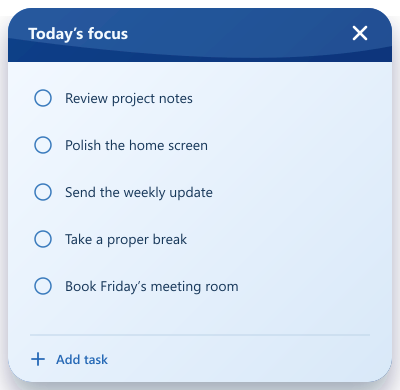 Today’s focus
Review project notes
Polish the home screen
Send the weekly update
Take a proper break
Book Friday’s meeting room
Add task